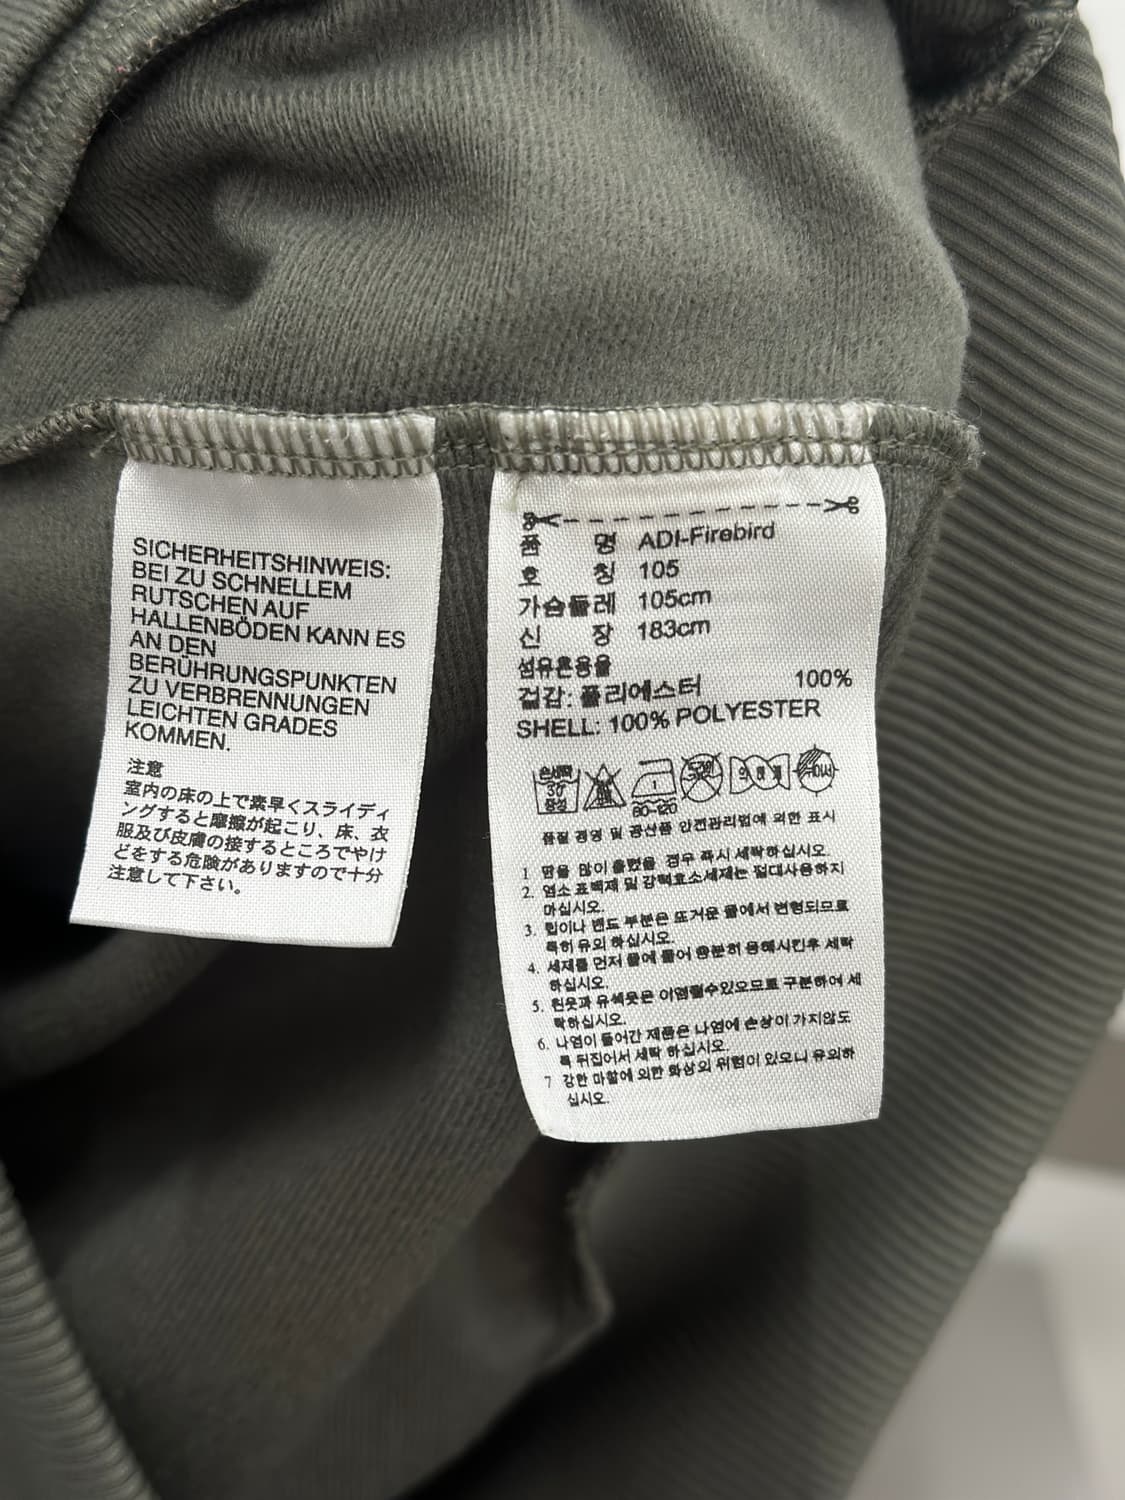 SICHERHEITSHINWEIS:
BEI ZU SCHNELLEM
RUTSCHEN AUF
HALLENBÖDEN KANN ES
AN DEN
BERÜHRUNGSPUNKTEN
ZU VERBRENNUNGEN
LEICHTEN GRADES
KOMMEN.
注意
室内の床の上で素早くスライディ
ングすると摩擦が起こり、床、衣
服及び皮膚の接するところでやけ
どをする危険がありますので十分
注意して下さい。
품 명 ADI-Firebird
호 칭 105
가슴둘레 105cm
신 장 183cm
섬유혼용율
겉감: 폴리에스터 100%
SHELL: 100% POLYESTER
손세탁
30
중성
80-120
품질 경영 및 공산품 안전관리법에 의한 표시
1 땀을 많이 흘렸을 경우 즉시 세탁하십시오
2. 염소 표백제 및 강력효소세제는 절대사용하지
마십시오.
3. 립이나 밴드 부분은 뜨거운 물에서 변형되므로
특히 유의 하십시오.
4. 세제를 먼저 물에 풀어 충분히 용해시킨후 세탁
하십시오.
5. 흰옷과 유색옷은 이염될수있으므로 구분하여 세
탁하십시오.
6. 나염이 들어간 제품은 나염에 손상이 가지않도
록 뒤집어서 세탁 하십시오.
7 강한 마찰에 의한 화상의 위험이 있으니 유의하
십시오.